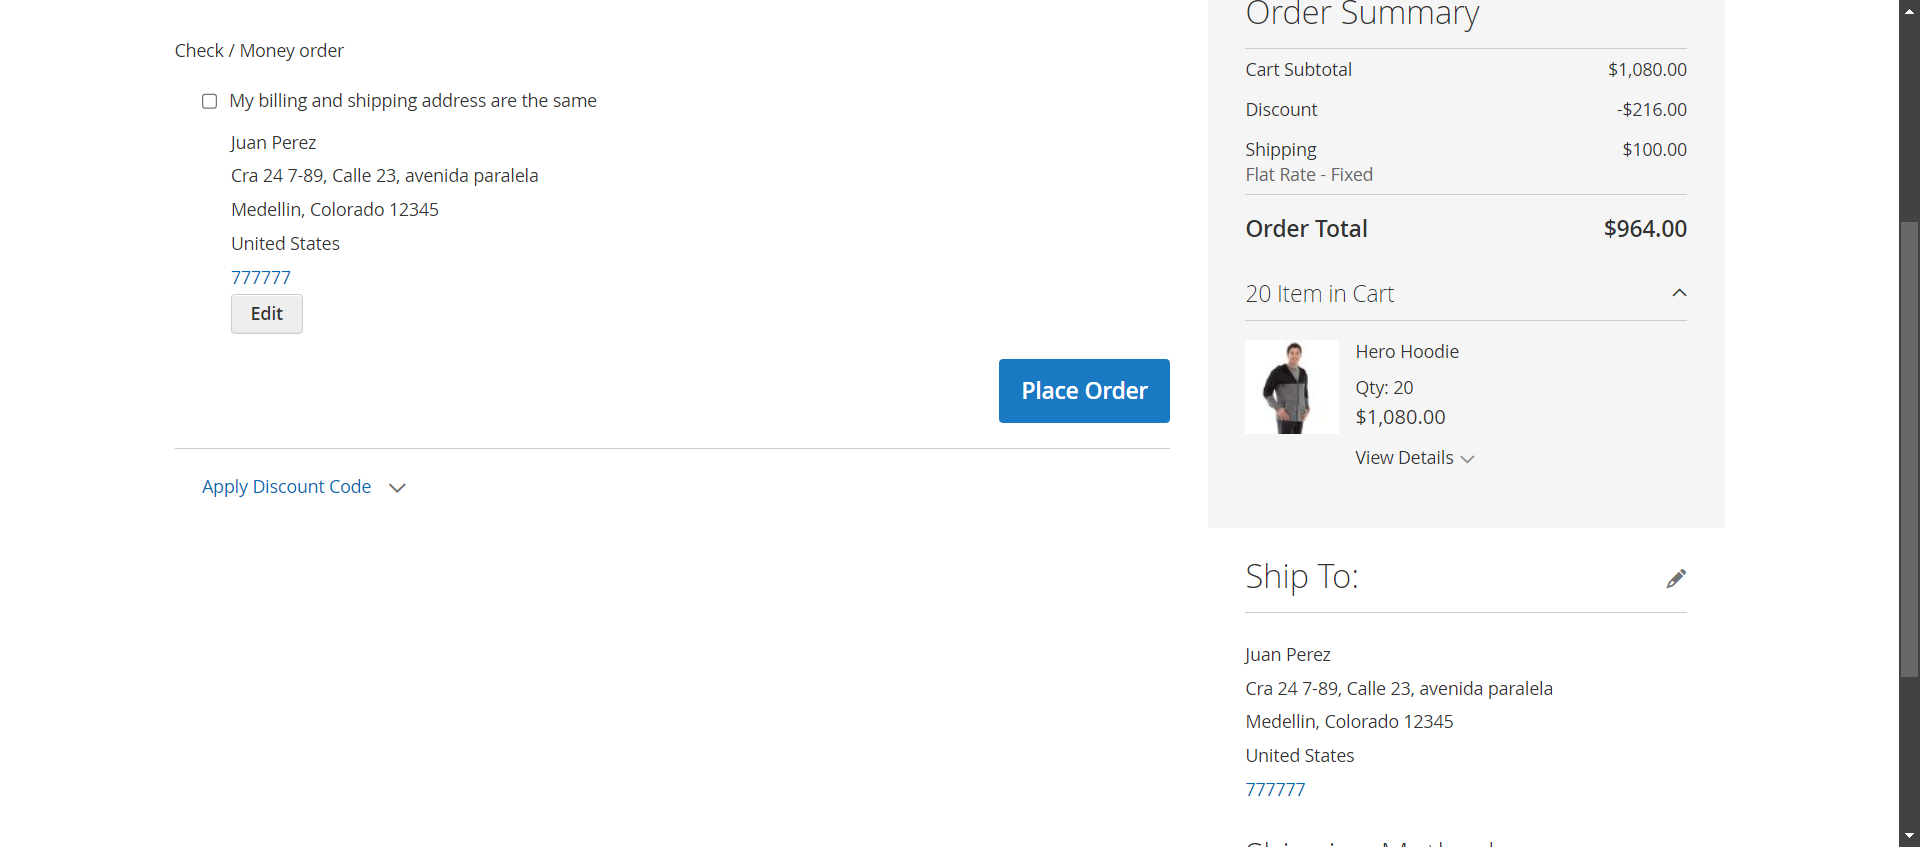 Check / Money order
My billing and shipping address are the same
Juan Perez
Cra 24 7-89, Calle 23, avenida paralela
Medellin, Colorado 12345
United States
777777
Edit
Place Order
Apply Discount Code
Order Summary
Cart Subtotal $1,080.00
Discount -$216.00
Shipping $100.00
Flat Rate - Fixed
Order Total $964.00
20 Item in Cart
Hero Hoodie
Qty: 20
$1,080.00
View Details
Ship To:
Juan Perez
Cra 24 7-89, Calle 23, avenida paralela
Medellin, Colorado 12345
United States
777777